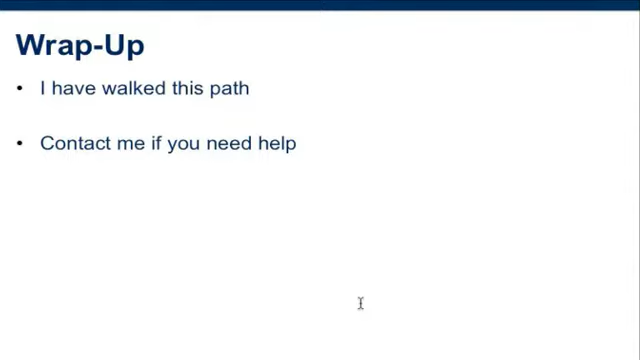 Wrap-Up
• I have walked this path
• Contact me if you need help